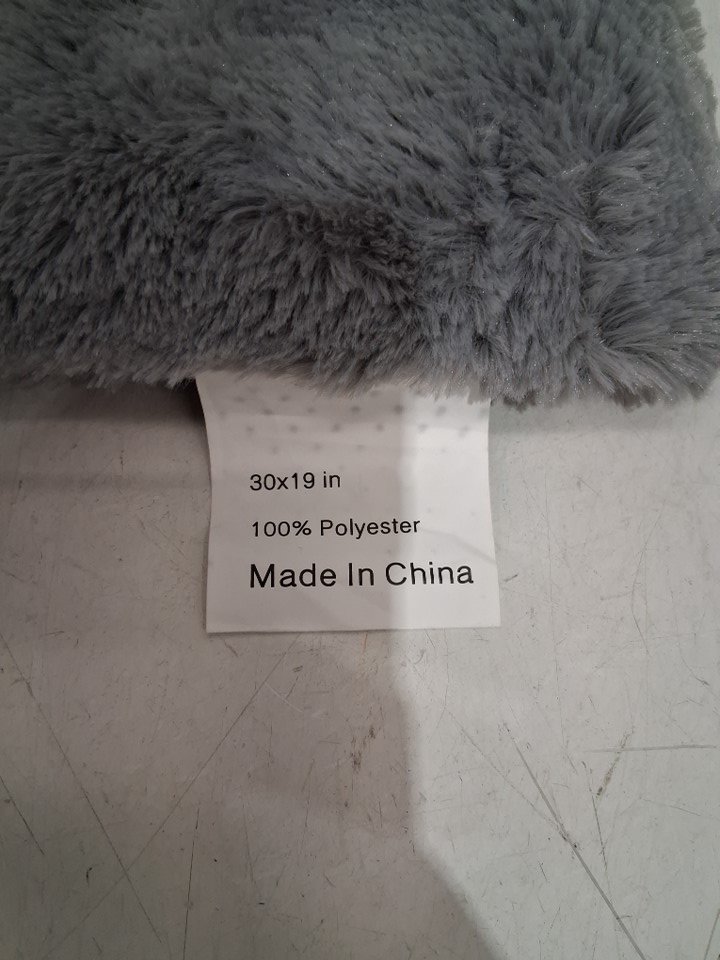 30x19 in
100% Polyester
Made In China